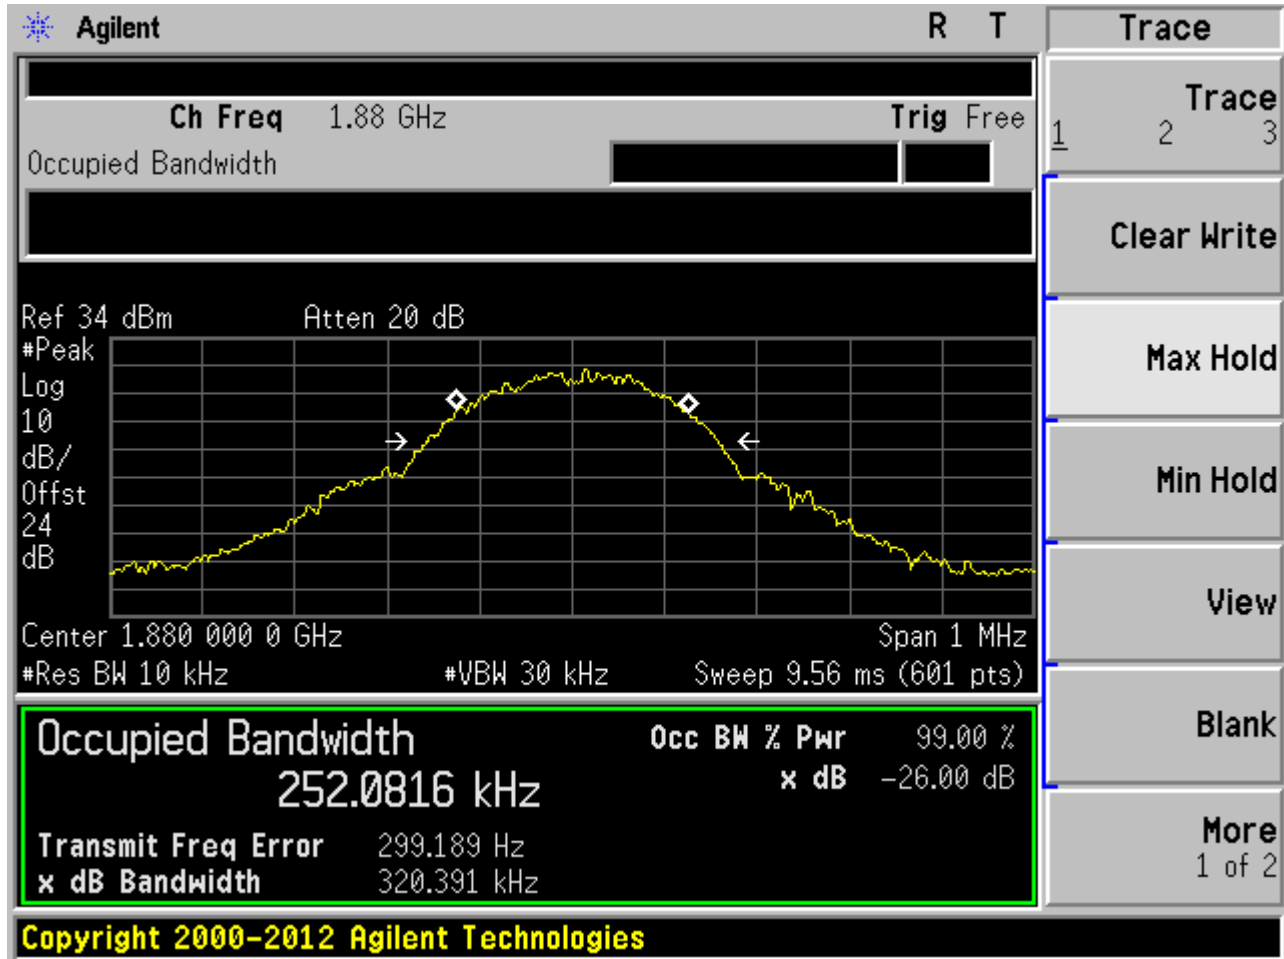 Agilent R T Trace
Ch Freq 1.88 GHz Trig Free
Occupied Bandwidth
Trace
1 2 3
Clear Write
Max Hold
Min Hold
View
Blank
More
1 of 2
Ref 34 dBm Atten 20 dB
#Peak
Log
10
dB/
Offst
24
dB
Center 1.880 000 0 GHz Span 1 MHz
#Res BW 10 kHz #VBW 30 kHz Sweep 9.56 ms (601 pts)
Occupied Bandwidth Occ BW % Pwr 99.00 %
252.0816 kHz x dB -26.00 dB
Transmit Freq Error 299.189 Hz
x dB Bandwidth 320.391 kHz
Copyright 2000-2012 Agilent Technologies